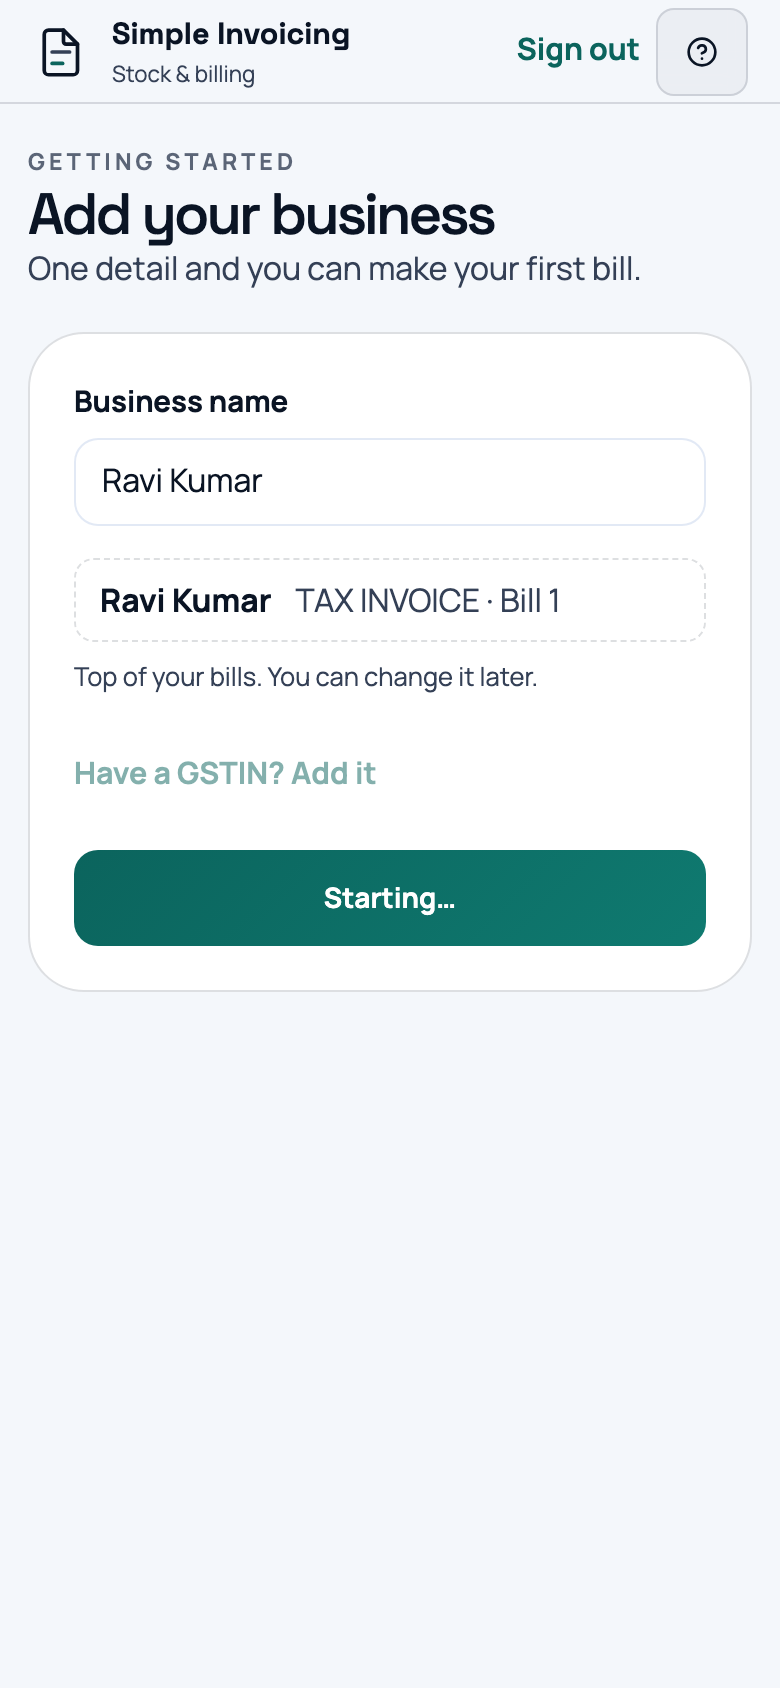 Simple Invoicing
Stock & billing
Sign out
GETTING STARTED
Add your business
One detail and you can make your first bill.
Business name
Ravi Kumar
Ravi Kumar TAX INVOICE · Bill 1
Top of your bills. You can change it later.
Have a GSTIN? Add it
Starting…